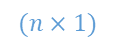 (n × 1)